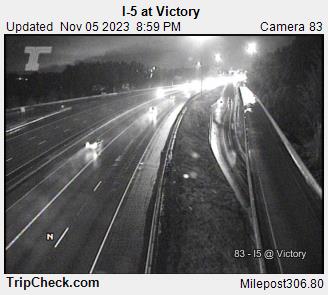 I-5 at Victory
Updated Nov 05 2023 8:59 PM Camera 83
T
N
83 - I5 @ Victory
TripCheck.com Milepost306.80